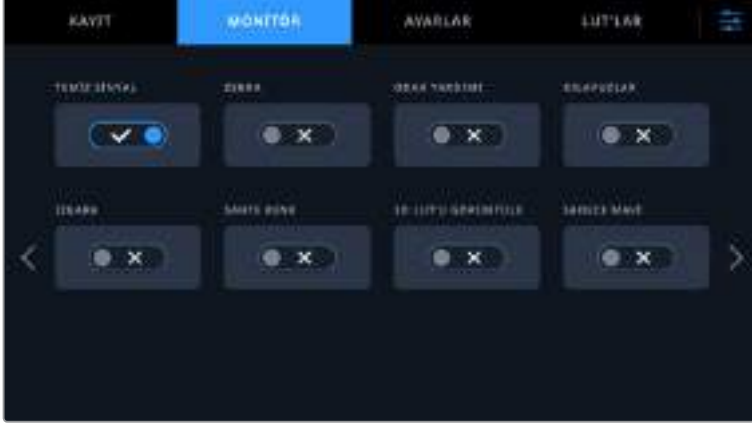 KAYIT MONİTÖR AYARLAR LUT'LAR
TEMİZ SİNYAL ZEBRA ODAK YARDIMI KILAVUZLAR
IZGARA SAHTE RENK 3D LUT'U GÖRÜNTÜLE SADECE MAVİ